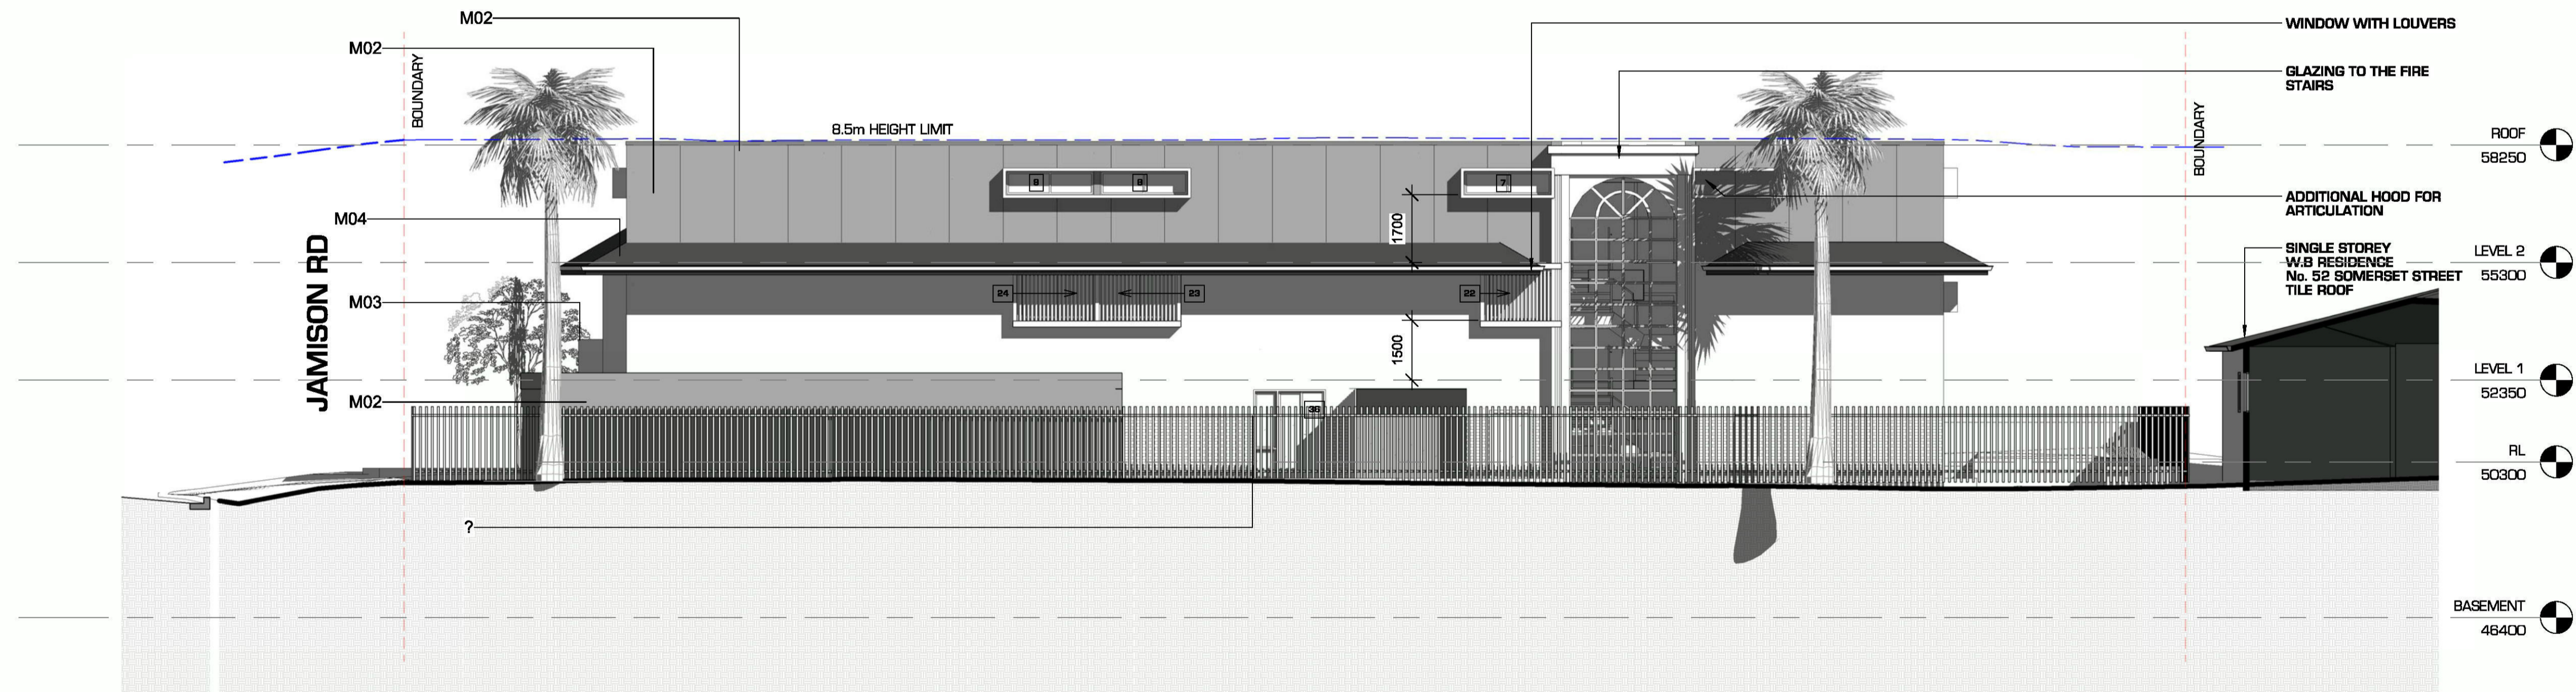 M02
M02
WINDOW WITH LOUVERS
BOUNDARY
GLAZING TO THE FIRE
STAIRS
8.5m HEIGHT LIMIT
BOUNDARY
ROOF
58250
8
8
7
ADDITIONAL HOOD FOR
ARTICULATION
M04
1700
JAMISON RD
SINGLE STOREY
W.B RESIDENCE
No. 52 SOMERSET STREET
TILE ROOF
LEVEL 2
55300
24
23
22
M03
1500
LEVEL 1
52350
M02
36
RL
50300
?
BASEMENT
46400